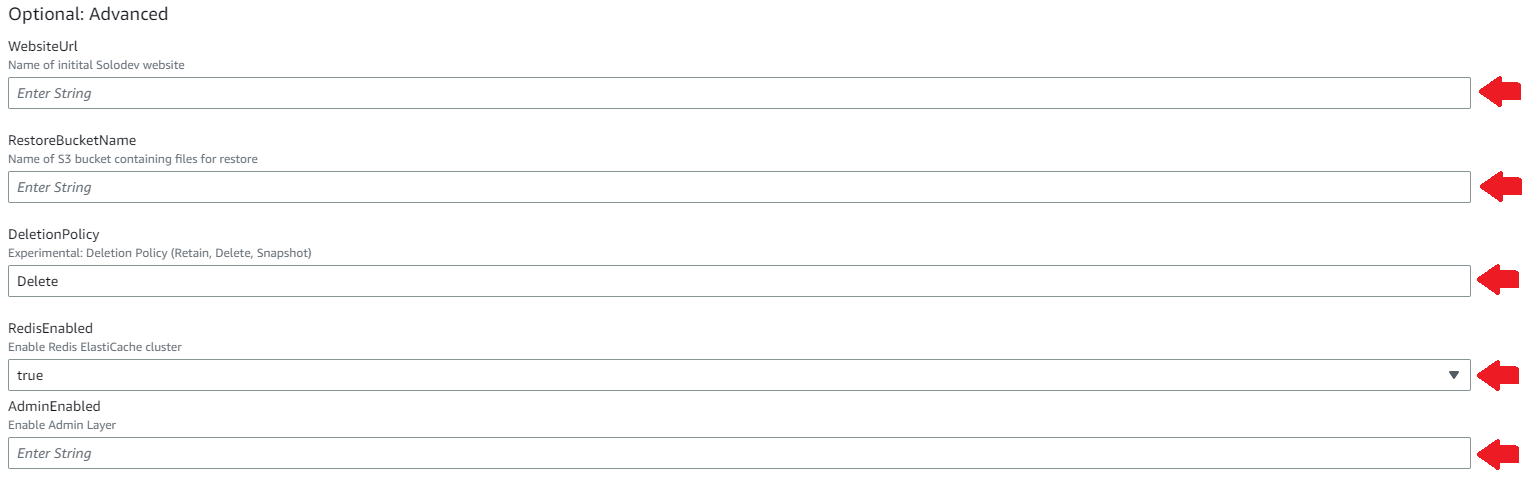 Optional: Advanced
WebsiteUrl
Name of initital Solodev website
Enter String
RestoreBucketName
Name of S3 bucket containing files for restore
Enter String
DeletionPolicy
Experimental: Deletion Policy (Retain, Delete, Snapshot)
Delete
RedisEnabled
Enable Redis ElastiCache cluster
true
AdminEnabled
Enable Admin Layer
Enter String